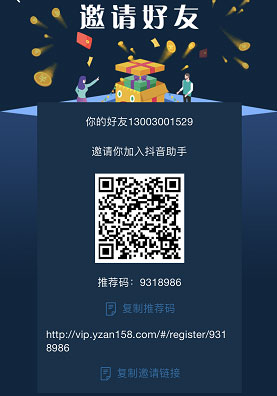 邀请好友
你的好友13003001529
邀请你加入抖音助手
推荐码：9318986
复制推荐码
http://vip.yzan158.com/#/register/931
8986
复制邀请链接